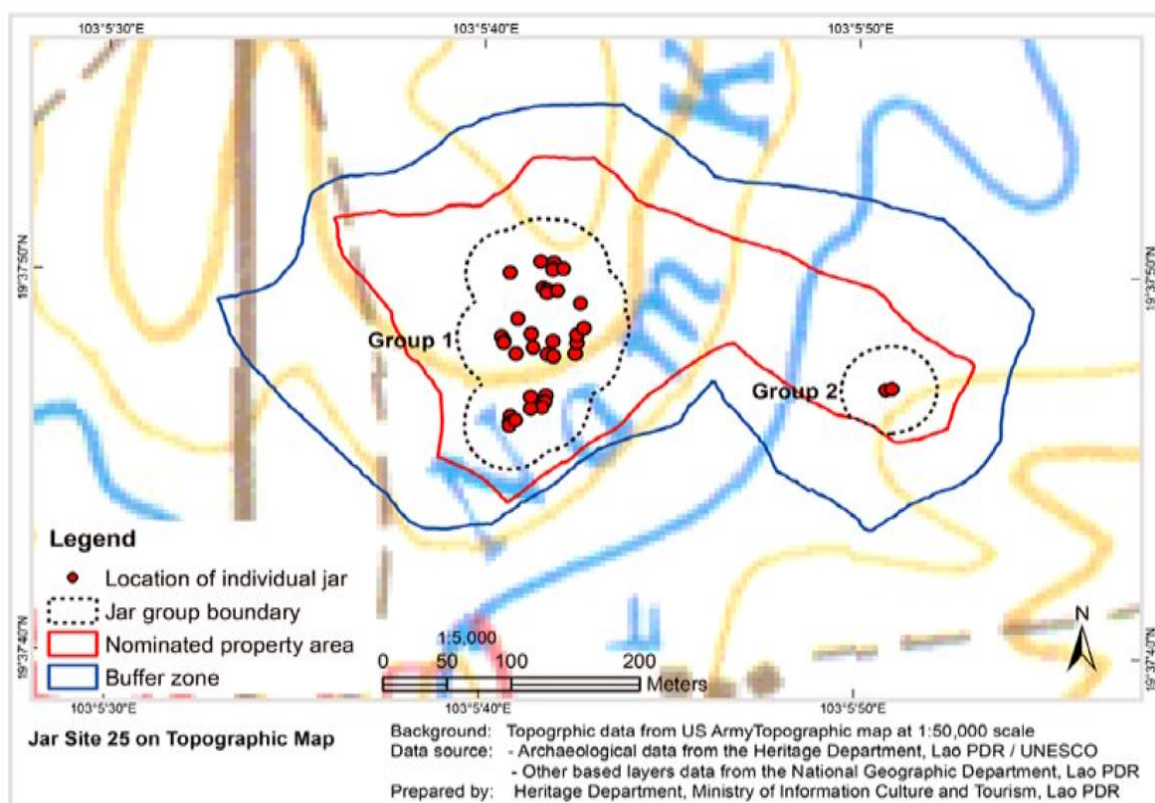 103°5'30"E 103°5'40"E 103°5'50"E
K
19°37'50"N 19°37'50"N
m
Group 1
Group 2
Nam
Legend
Location of individual jar
Jar group boundary
Nominated property area
Buffer zone
F
N
1:5.000
0 50 100 200
Meters
19°37'40"N 19°37'40"N
103°5'30"E 103°5'40"E 103°5'50"E
Jar Site 25 on Topographic Map
Background: Topogrphic data from US ArmyTopographic map at 1:50,000 scale
Data source: - Archaeological data from the Heritage Department, Lao PDR / UNESCO
- Other based layers data from the National Geographic Department, Lao PDR
Prepared by: Heritage Department, Ministry of Information Culture and Tourism, Lao PDR